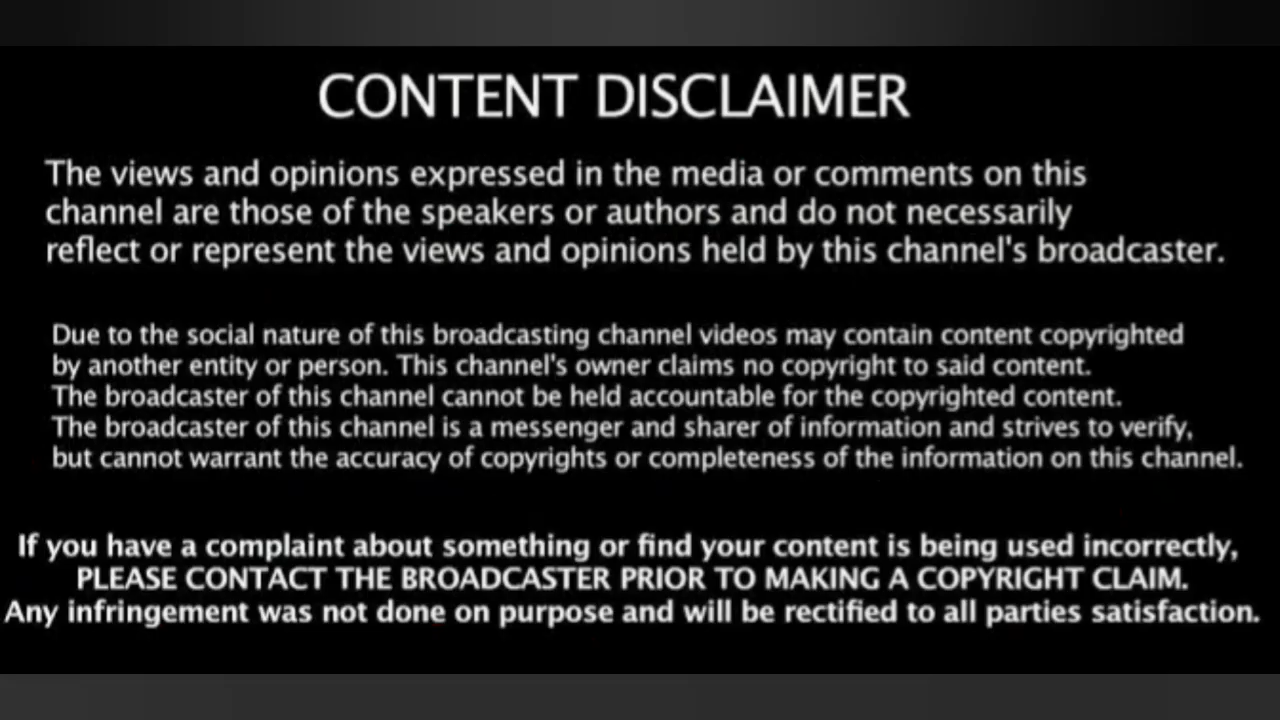 CONTENT DISCLAIMER
The views and opinions expressed in the media or comments on this
channel are those of the speakers or authors and do not necessarily
reflect or represent the views and opinions held by this channel's broadcaster.
Due to the social nature of this broadcasting channel videos may contain content copyrighted
by another entity or person. This channel's owner claims no copyright to said content.
The broadcaster of this channel cannot be held accountable for the copyrighted content.
The broadcaster of this channel is a messenger and sharer of information and strives to verify,
but cannot warrant the accuracy of copyrights or completeness of the information on this channel.
If you have a complaint about something or find your content is being used incorrectly,
PLEASE CONTACT THE BROADCASTER PRIOR TO MAKING A COPYRIGHT CLAIM.
Any infringement was not done on purpose and will be rectified to all parties satisfaction.